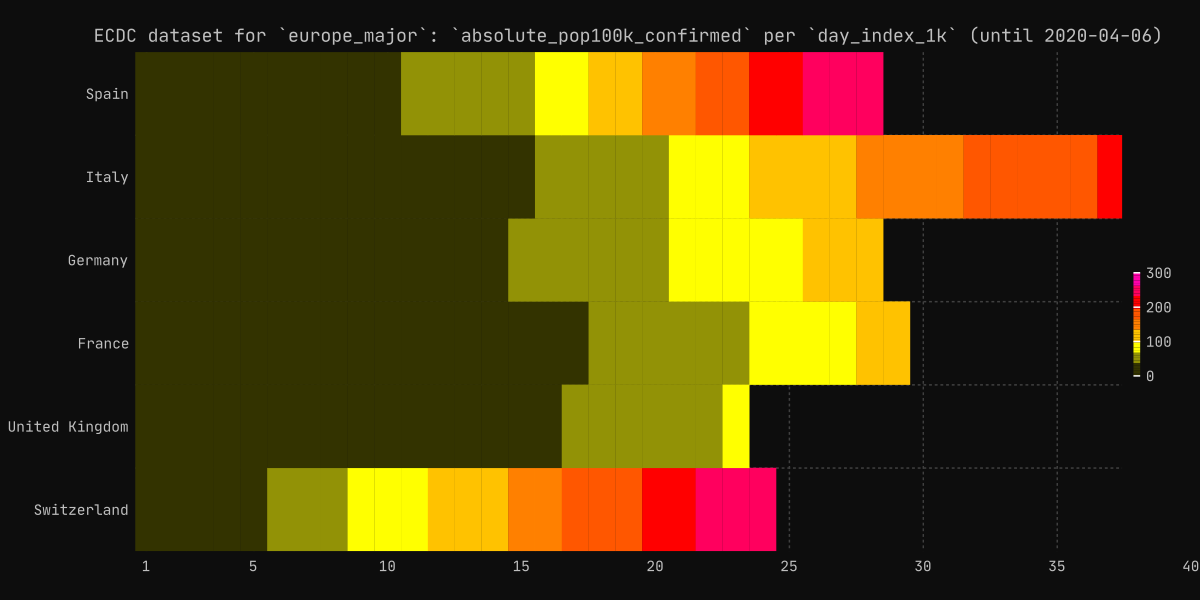 ECDC dataset for `europe_major`: `absolute_pop100k_confirmed` per `day_index_1k` (until 2020-04-06)
Spain
Italy
Germany
France
United Kingdom
Switzerland
300
200
100
0
1 5 10 15 20 25 30 35 40